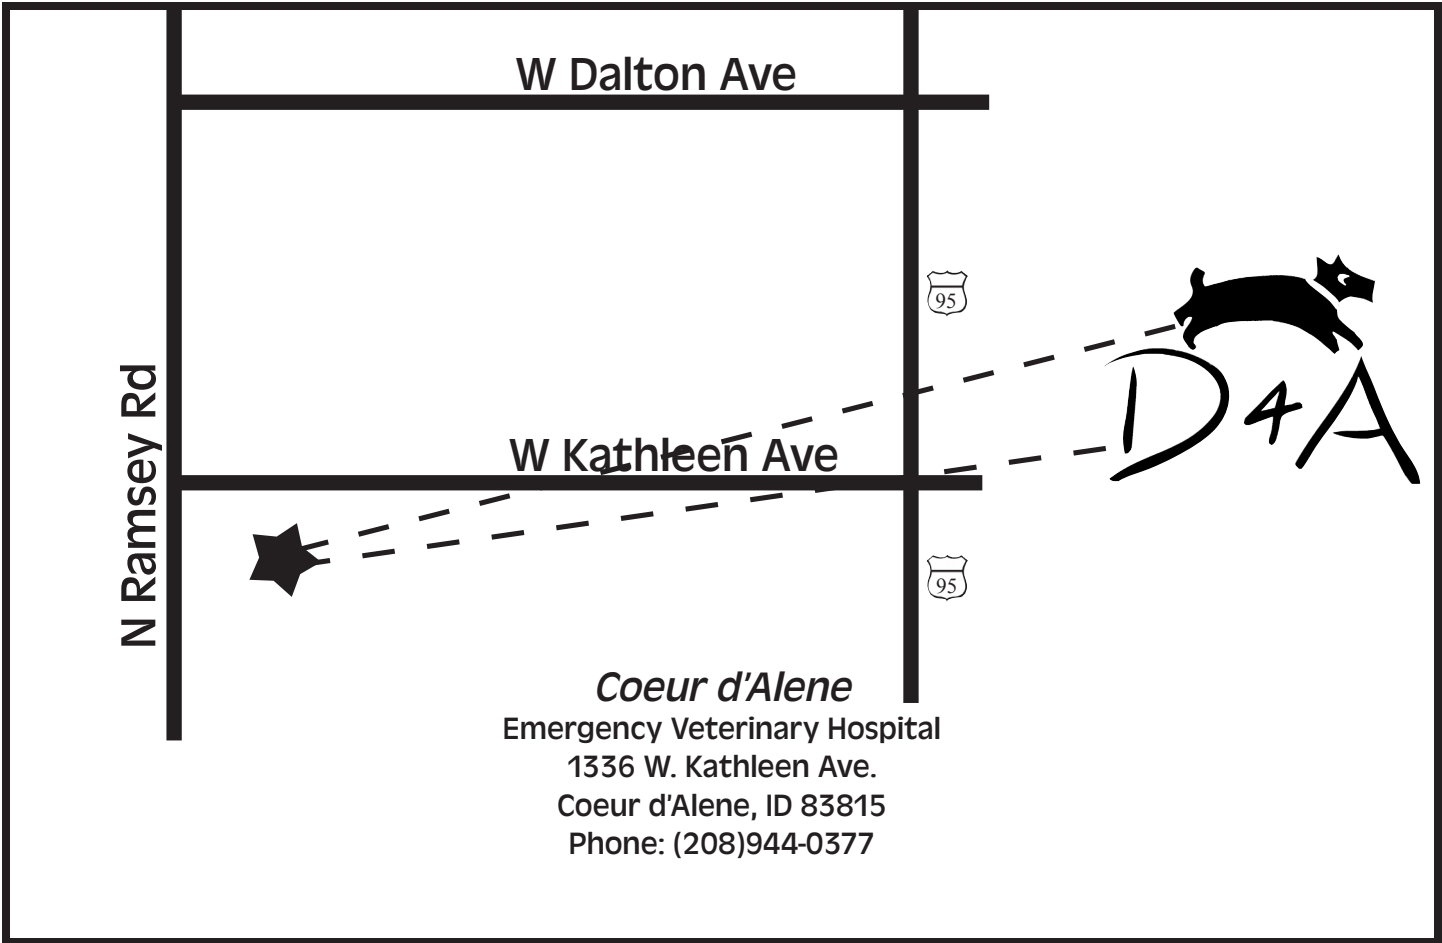 W Dalton Ave
95
D4A
W Kathleen Ave
N Ramsey Rd
95
Coeur d'Alene
Emergency Veterinary Hospital
1336 W. Kathleen Ave.
Coeur d'Alene, ID 83815
Phone: (208)944-0377